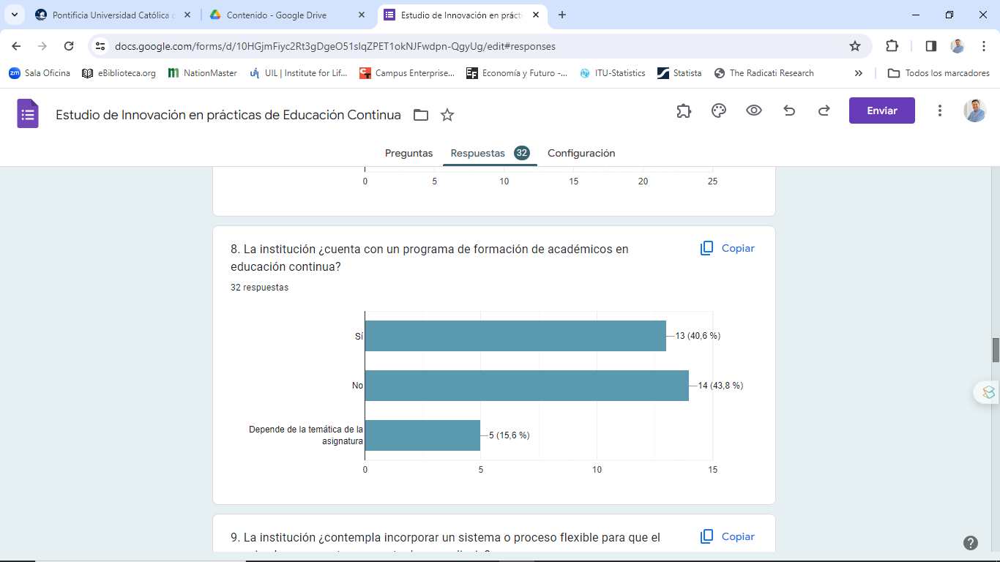 Pontificia Universidad Católica
Contenido - Google Drive
Estudio de Innovación en prácti
docs.google.com/forms/d/10HGjmFiyc2Rt3gDgeO51sIqZPET1okNJFwdpn-QgyUg/edit#responses
Sala Oficina
eBiblioteca.org
NationMaster
UIL | Institute for Lif...
Campus Enterprise...
Economía y Futuro -...
ITU-Statistics
Statista
The Radicati Research
Todos los marcadores
Estudio de Innovación en prácticas de Educación Continua
Enviar
Preguntas
Respuestas 32
Configuración
0 5 10 15 20 25
8. La institución ¿cuenta con un programa de formación de académicos en
educación continua?
Copiar
32 respuestas
Sí
13 (40,6 %)
No
14 (43,8 %)
Depende de la temática de la
asignatura
5 (15,6 %)
0 5 10 15
9. La institución ¿contempla incorporar un sistema o proceso flexible para que el
Copiar